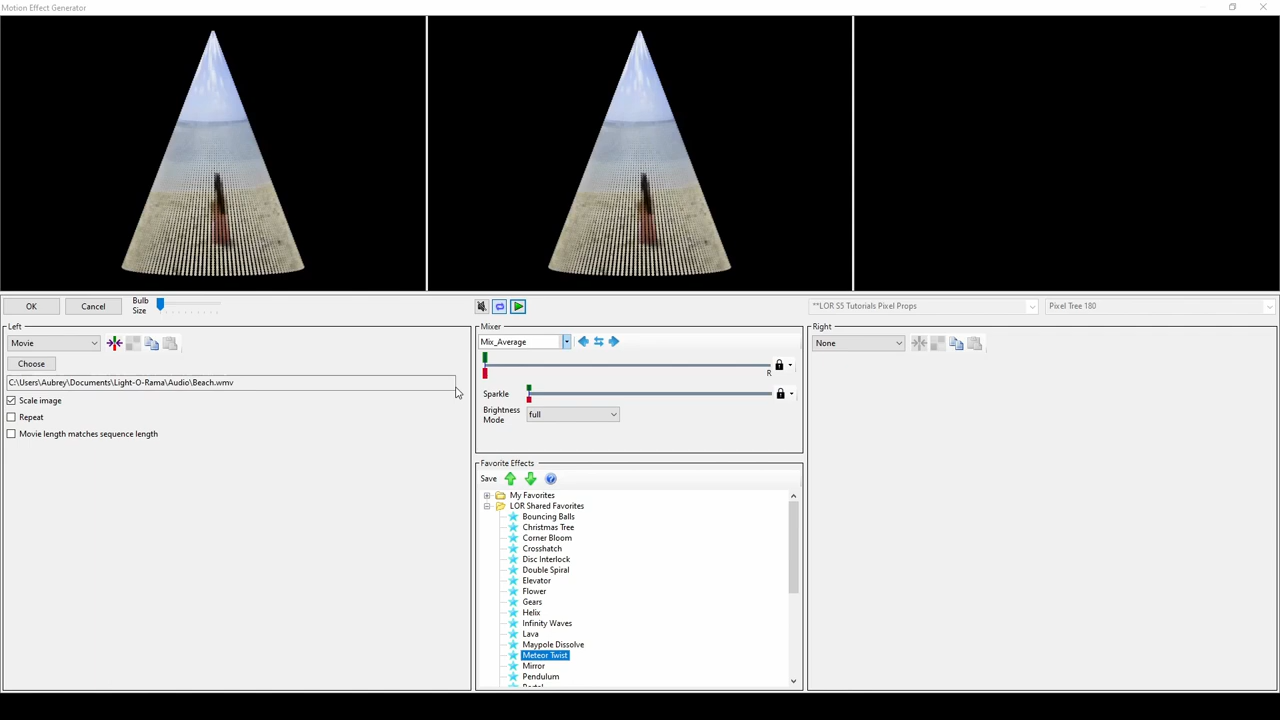 Motion Effect Generator
OK
Cancel
Bulb
Size
**LOR S5 Tutorials Pixel Props
Pixel Tree 180
Left
Movie
Choose
C:\Users\Aubrey\Documents\Light-O-Rama\Audio\Beach.wmv
Scale image
Repeat
Movie length matches sequence length
Mixer
Mix_Average
R
Sparkle
Brightness
Mode
full
Favorite Effects
Save
My Favorites
LOR Shared Favorites
Bouncing Balls
Christmas Tree
Corner Bloom
Crosshatch
Disc Interlock
Double Spiral
Elevator
Flower
Gears
Helix
Infinity Waves
Lava
Maypole Dissolve
Meteor Twist
Mirror
Pendulum
Right
None